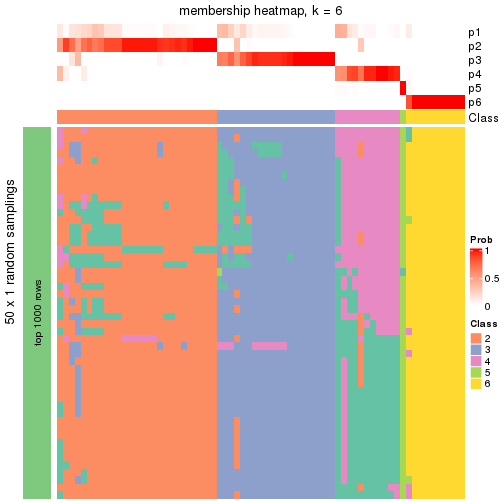 membership heatmap, k = 6
p1
p2
p3
p4
p5
p6
Class
50 x 1 random samplings
top 1000 rows
Prob
1
0.5
0
Class
2
3
4
5
6